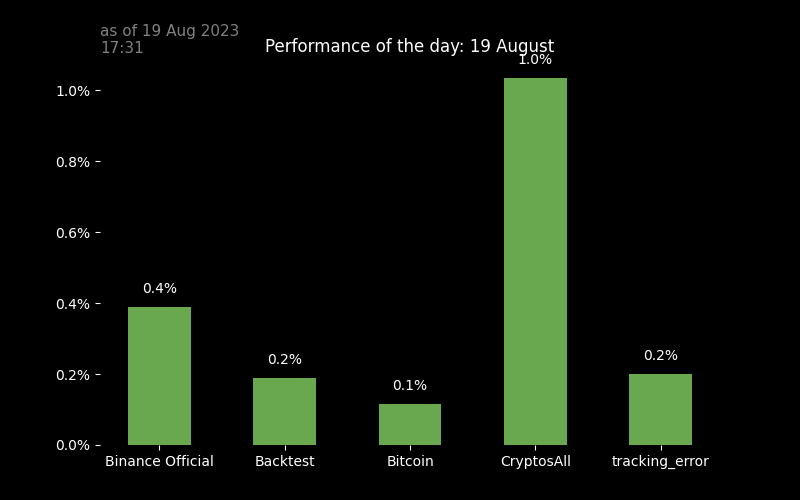 as of 19 Aug 2023
17:31
Performance of the day: 19 August
1.0%
1.0%
0.8%
0.6%
0.4%
0.4%
0.2%
0.2%
0.2%
0.1%
0.0%
Binance Official
Backtest
Bitcoin
CryptosAll
tracking_error